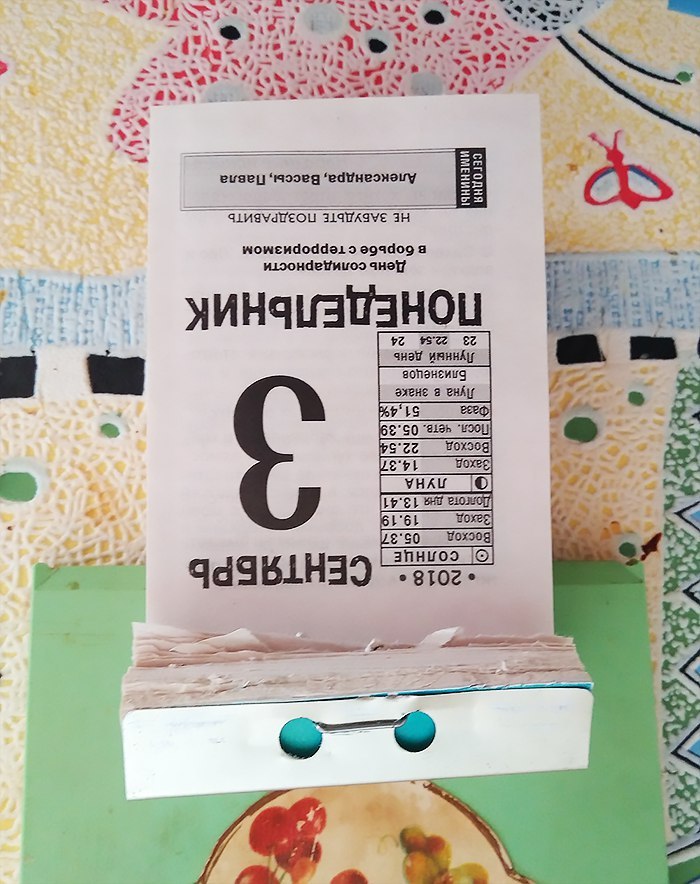 • 2018 • СЕНТЯБРЬ
СОЛНЦЕ
Восход 05.37
Заход 19.19
Долгота дня 13.41
ЛУНА
Заход 14.37
Восход 22.54
Посл. четв. 05.39
Фаза 51,4%
Луна в знаке
Близнецов
Лунный день
23 22.54 24
3
ПОНЕДЕЛЬНИК
День солидарности
в борьбе с терроризмом
НЕ ЗАБУДЬТЕ ПОЗДРАВИТЬ
СЕГОДНЯ
ИМЕНИНЫ
Александра, Вассы, Павла